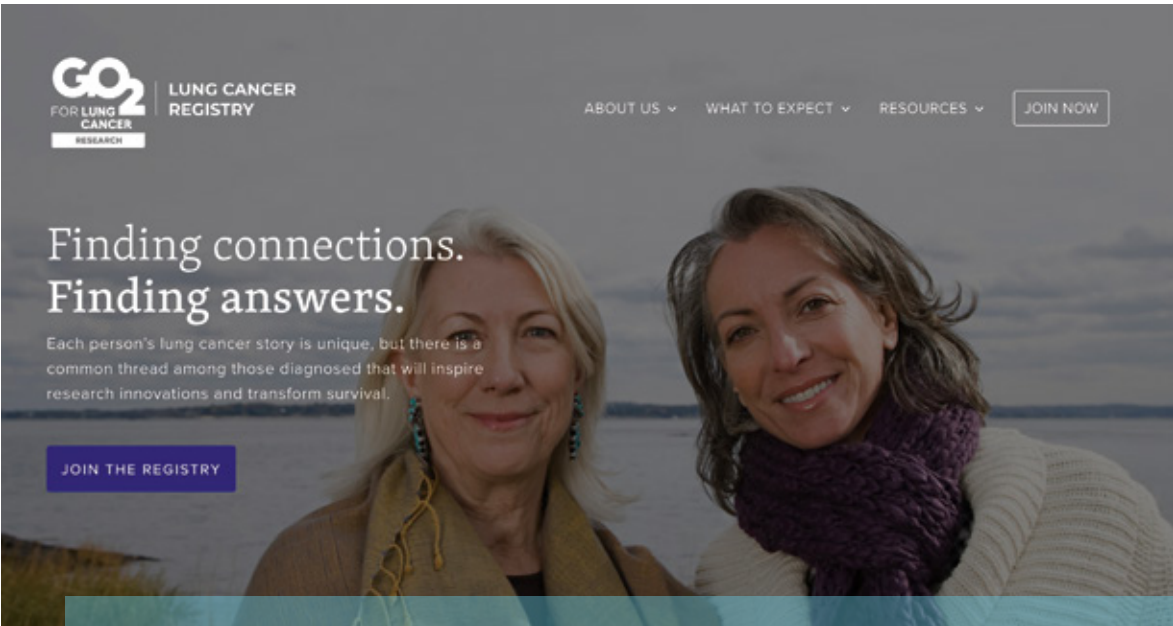 GO2
FOR LUNG
CANCER
RESEARCH
LUNG CANCER
REGISTRY
ABOUT US
WHAT TO EXPECT
RESOURCES
JOIN NOW
Finding connections.
Finding answers.
Each person's lung cancer story is unique, but there is a
common thread among those diagnosed that will inspire
research innovations and transform survival.
JOIN THE REGISTRY